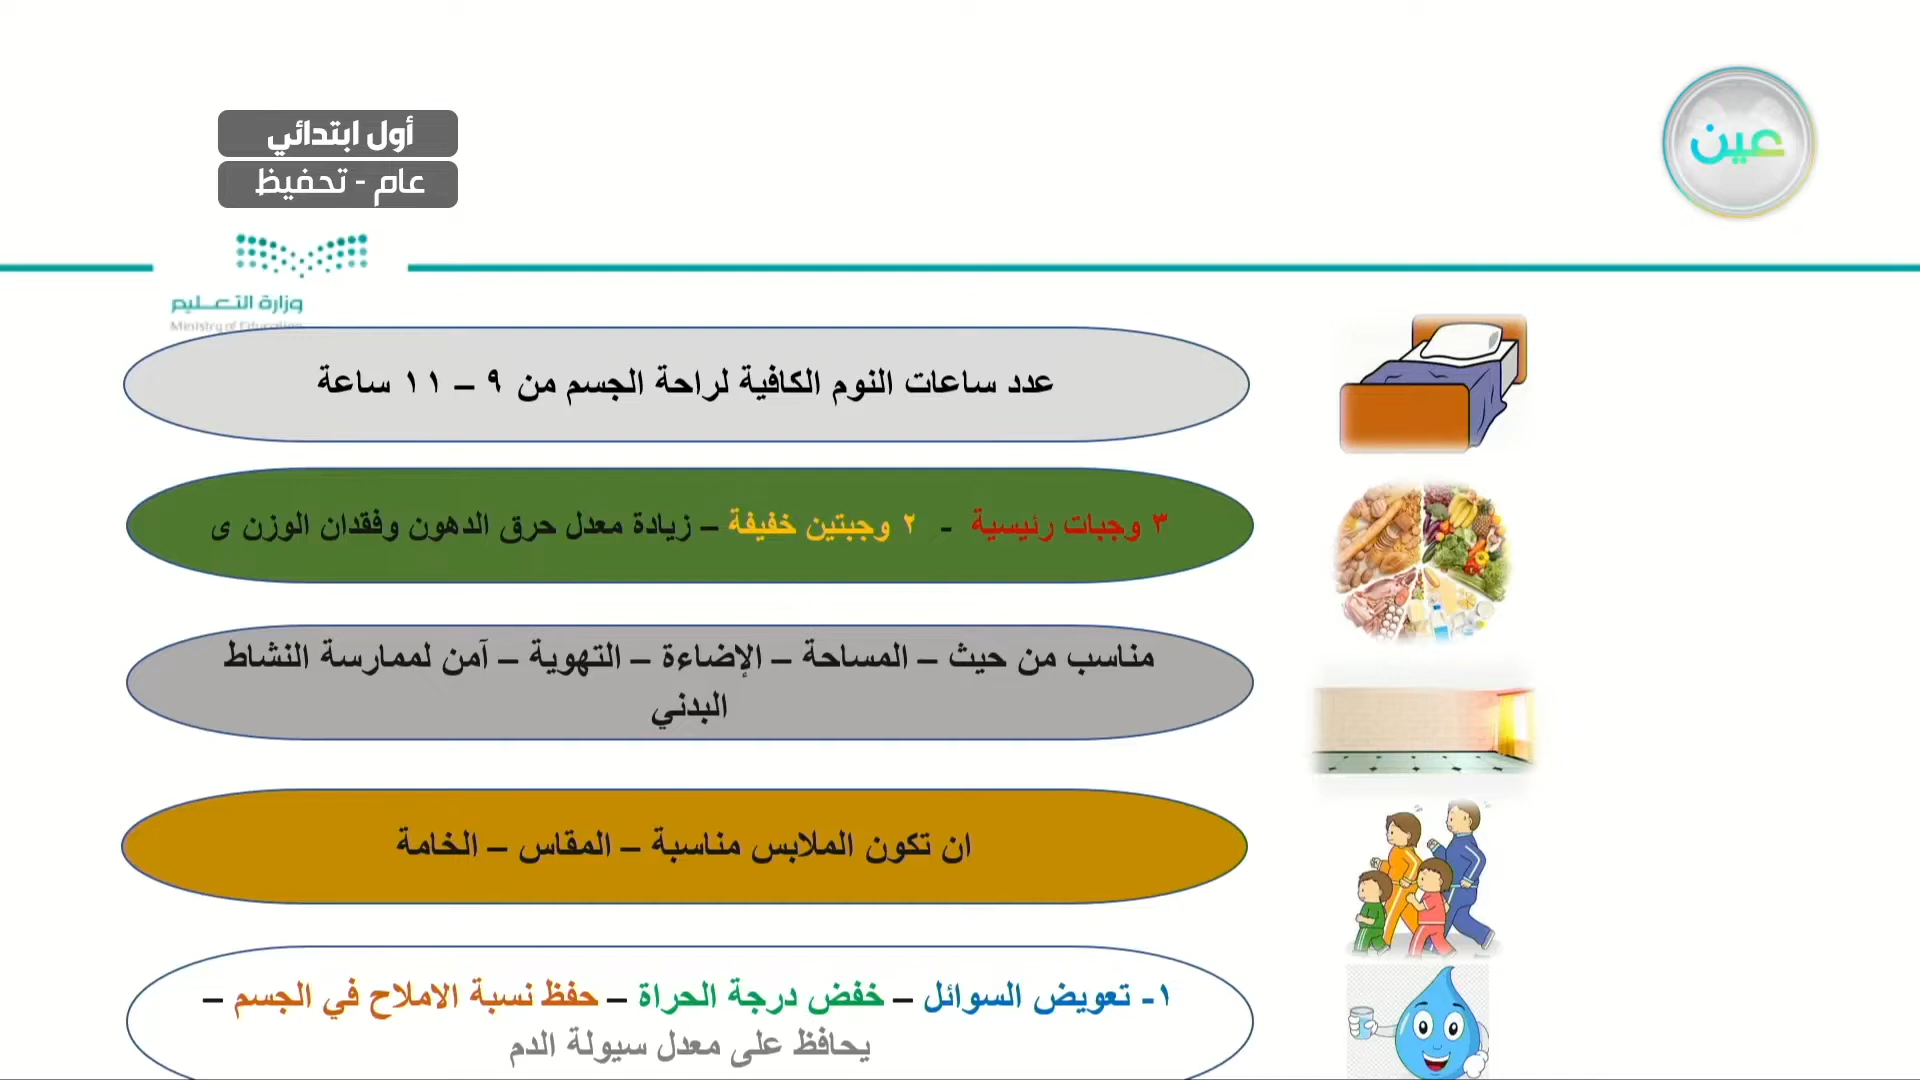 أول ابتدائي
عام - تحفيظ
عين
وزارة التعليم
Ministry of Education
عدد ساعات النوم الكافية لراحة الجسم من ٩ – ١١ ساعة
٣ وجبات رئيسية - ٢ وجبتين خفيفة – زيادة معدل حرق الدهون وفقدان الوزن ى
مناسب من حيث – المساحة – الإضاءة – التهوية – آمن لممارسة النشاط
البدني
ان تكون الملابس مناسبة – المقاس – الخامة
١- تعويض السوائل – خفض درجة الحراة – حفظ نسبة الاملاح في الجسم –
يحافظ على معدل سيولة الدم